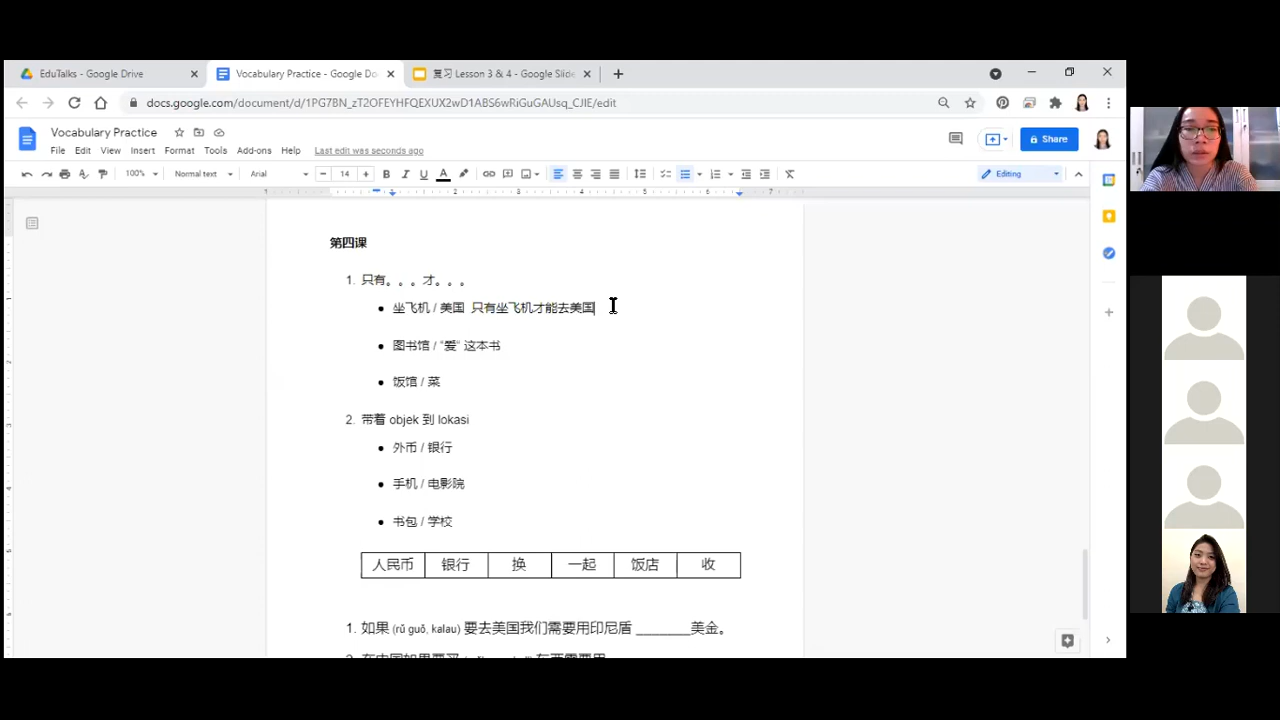 EduTalks - Google Drive
Vocabulary Practice - Google Do
复习 Lesson 3 & 4 - Google Slide
docs.google.com/document/d/1PG7BN_zT2OFEYHFQEXUX2wD1ABS6wRiGuGAUsq_CJIE/edit
Vocabulary Practice
File Edit View Insert Format Tools Add-ons Help Last edit was seconds ago
Share
100% Normal text Arial 14 Editing
第四课
1. 只有。。。才。。。
• 坐飞机 / 美国 只有坐飞机才能去美国
• 图书馆 / “爱” 这本书
• 饭馆 / 菜
2. 带着 objek 到 lokasi
• 外币 / 银行
• 手机 / 电影院
• 书包 / 学校
人民币 银行 换 一起 饭店 收
1. 如果 (rú guǒ, kalau) 要去美国我们需要用印尼盾 ________美金。